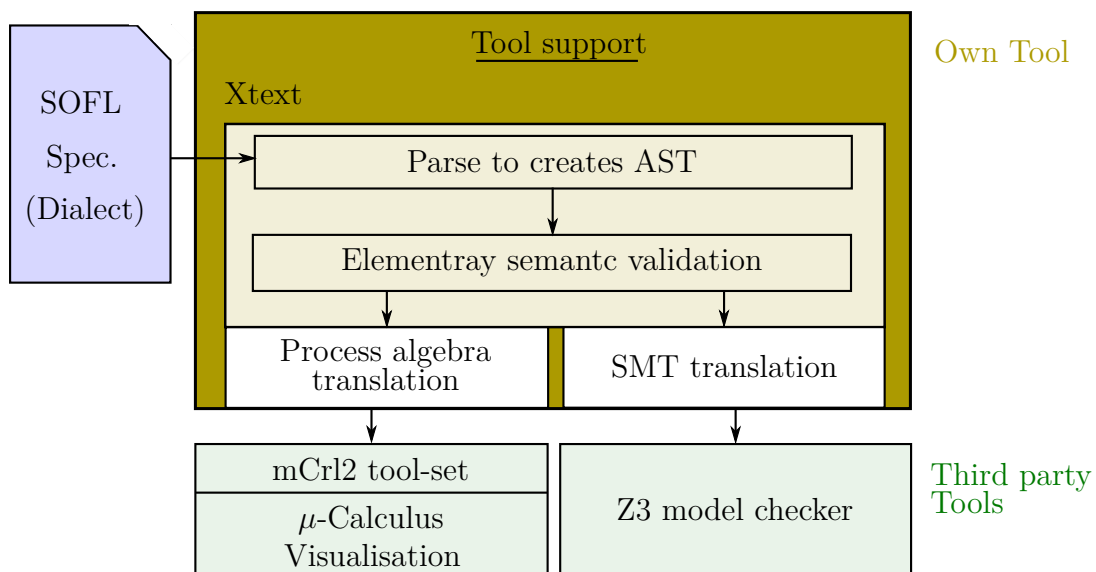 Tool support
Own Tool
Xtext
SOFL
Spec.
(Dialect)
Parse to creates AST
Elementray semantc validation
Process algebra
translation
SMT translation
mCrl2 tool-set
μ-Calculus
Visualisation
Z3 model checker
Third party
Tools